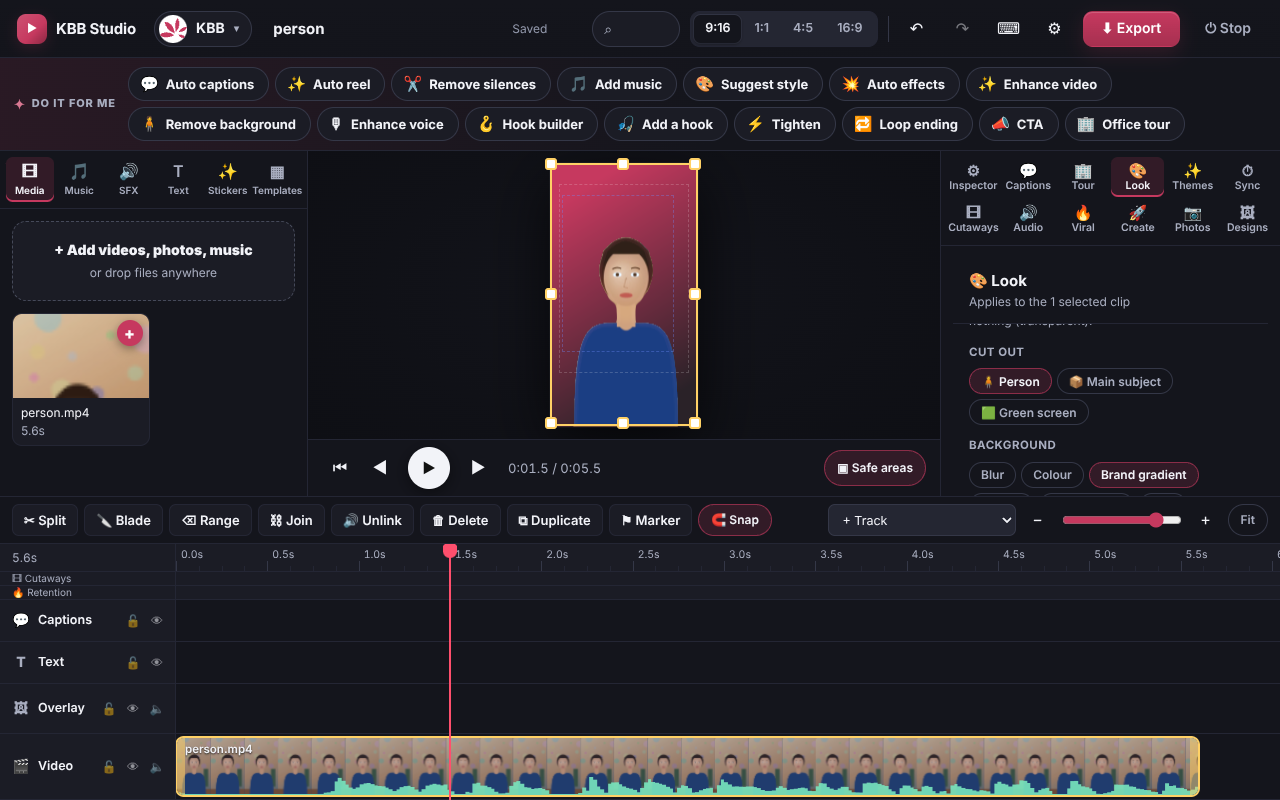 KBB Studio
KBB
person
Saved
9:16
1:1
4:5
16:9
Export
Stop
DO IT FOR ME
Auto captions
Auto reel
Remove silences
Add music
Suggest style
Auto effects
Enhance video
Remove background
Enhance voice
Hook builder
Add a hook
Tighten
Loop ending
CTA
Office tour
Media
Music
SFX
Text
Stickers
Templates
+ Add videos, photos, music
or drop files anywhere
person.mp4
5.6s
0:01.5 / 0:05.5
Safe areas
Inspector
Captions
Tour
Look
Themes
Sync
Cutaways
Audio
Viral
Create
Photos
Designs
Look
Applies to the 1 selected clip
nothing (transparent).
CUT OUT
Person
Main subject
Green screen
BACKGROUND
Blur
Colour
Brand gradient
Split
Blade
Range
Join
Unlink
Delete
Duplicate
Marker
Snap
+ Track
−
+
Fit
5.6s
0.0s
0.5s
1.0s
1.5s
2.0s
2.5s
3.0s
3.5s
4.0s
4.5s
5.0s
5.5s
Cutaways
Retention
Captions
T Text
Overlay
Video
person.mp4